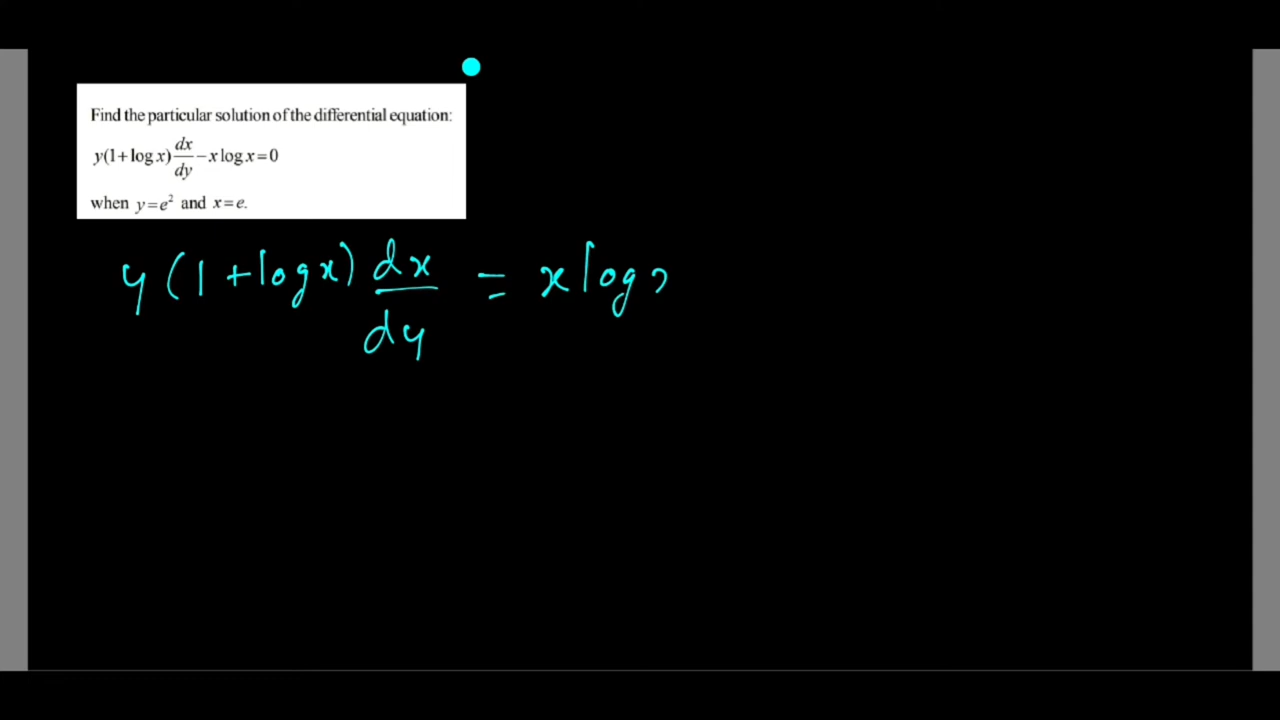 Find the particular solution of the differential equation:
y(1+log x) dx/dy − x log x = 0
when y=e² and x=e.
y (1 + log x) dx/dy = x log